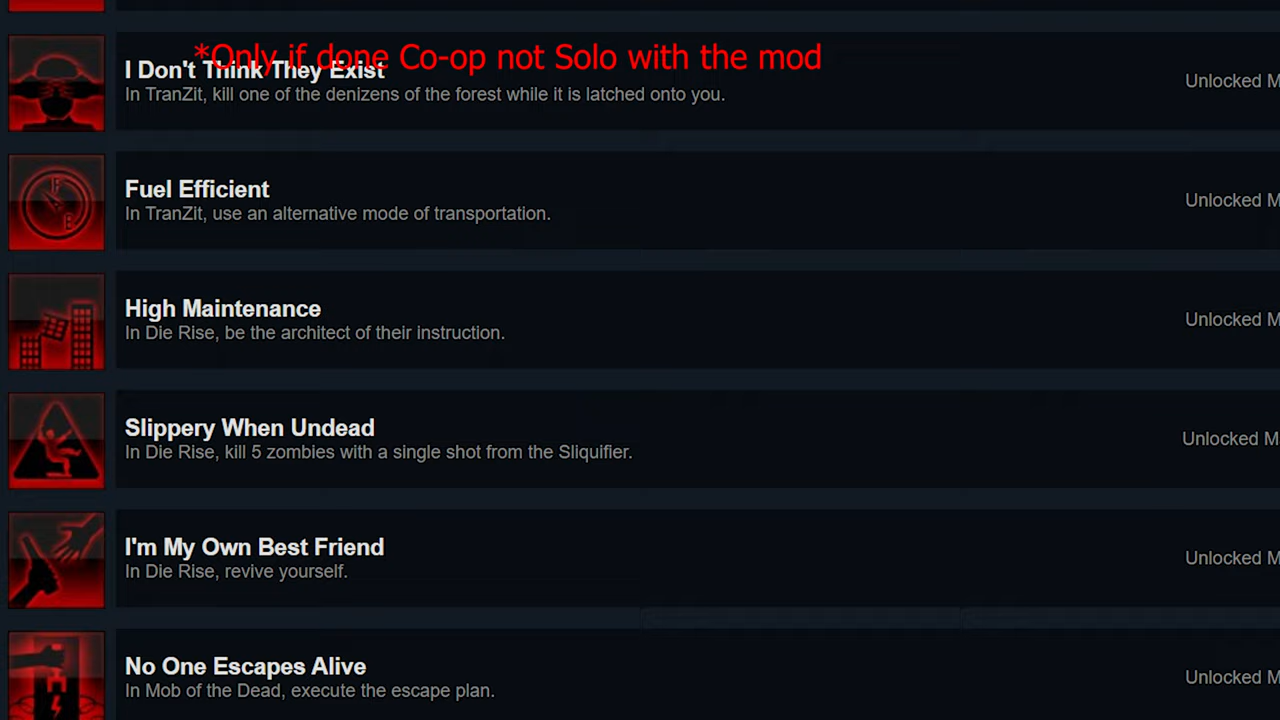 *Only if done Co-op not Solo with the mod
I Don't Think They Exist
In TranZit, kill one of the denizens of the forest while it is latched onto you.
Unlocked M
Fuel Efficient
In TranZit, use an alternative mode of transportation.
Unlocked M
High Maintenance
In Die Rise, be the architect of their instruction.
Unlocked M
Slippery When Undead
In Die Rise, kill 5 zombies with a single shot from the Sliquifier.
Unlocked M
I'm My Own Best Friend
In Die Rise, revive yourself.
Unlocked M
No One Escapes Alive
In Mob of the Dead, execute the escape plan.
Unlocked M